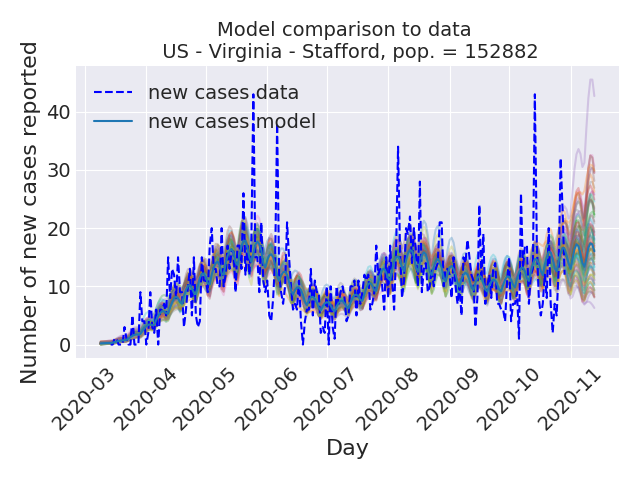 Model comparison to data
US - Virginia - Stafford, pop. = 152882
Number of new cases reported
40
30
20
10
0
new cases data
new cases model
2020-03
2020-04
2020-05
2020-06
2020-07
2020-08
2020-09
2020-10
2020-11
Day